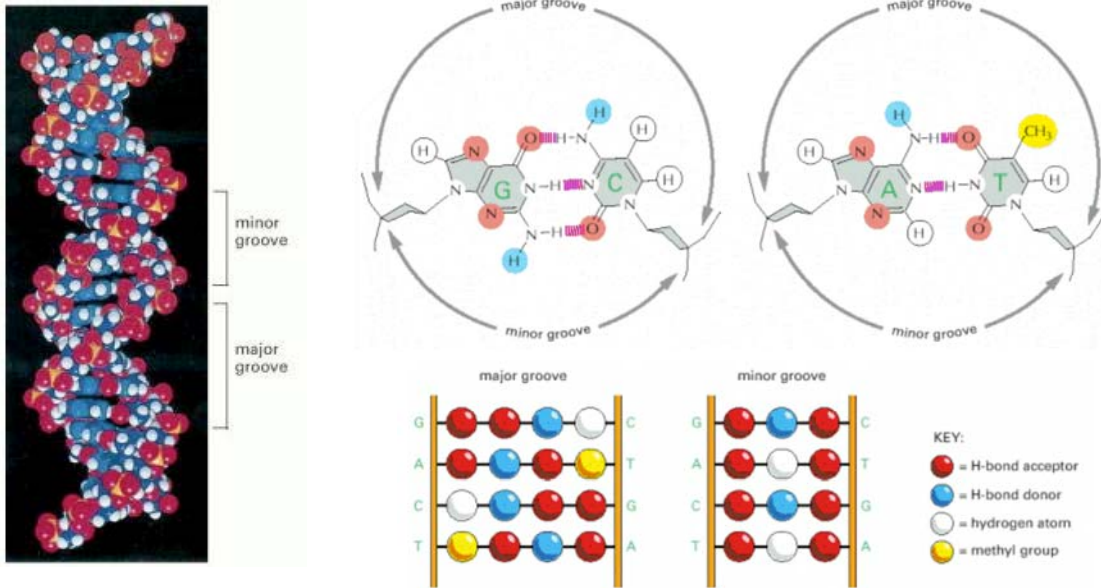 minor
groove
major
groove
major groove
H
H
O
H
N
H
N
G
N
H
N
C
H
N
N
N
N
H
O
H
minor groove
major groove
H
CH₃
H
N
N
H
O
N
A
N
H
N
T
H
N
H
N
O
minor groove
major groove
G C
A T
C G
T A
minor groove
G C
A T
C G
T A
KEY:
= H-bond acceptor
= H-bond donor
= hydrogen atom
= methyl group